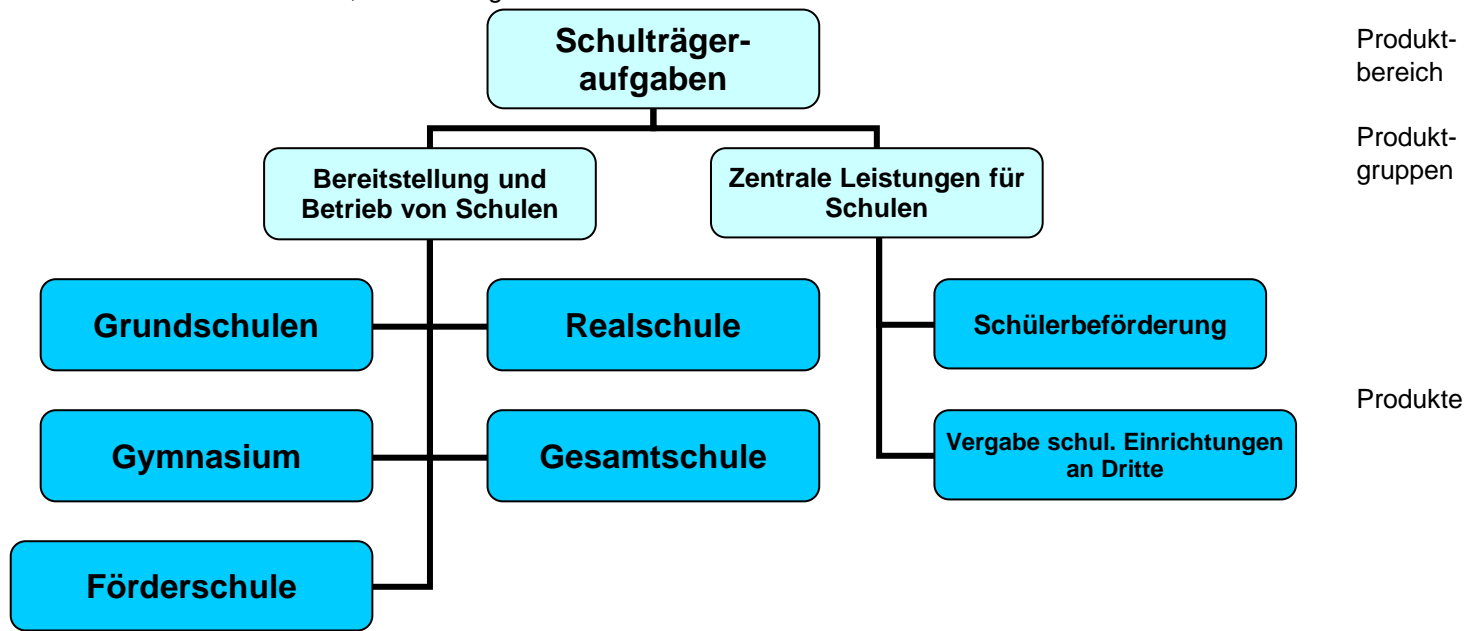 Schulträger-
aufgaben
Produkt-
bereich
Produkt-
gruppen
Bereitstellung und
Betrieb von Schulen
Zentrale Leistungen für
Schulen
Grundschulen
Realschule
Schülerbeförderung
Produkte
Gymnasium
Gesamtschule
Vergabe schul. Einrichtungen
an Dritte
Förderschule